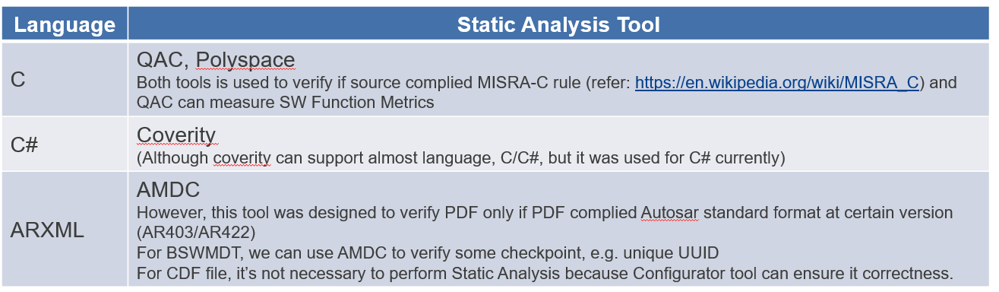 Language
Static Analysis Tool
C
QAC, Polyspace
Both tools is used to verify if source complied MISRA-C rule (refer: https://en.wikipedia.org/wiki/MISRA_C) and
QAC can measure SW Function Metrics
C#
Coverity
(Although coverity can support almost language, C/C#, but it was used for C# currently)
ARXML
AMDC
However, this tool was designed to verify PDF only if PDF complied Autosar standard format at certain version
(AR403/AR422)
For BSWMDT, we can use AMDC to verify some checkpoint, e.g. unique UUID
For CDF file, it’s not necessary to perform Static Analysis because Configurator tool can ensure it correctness.